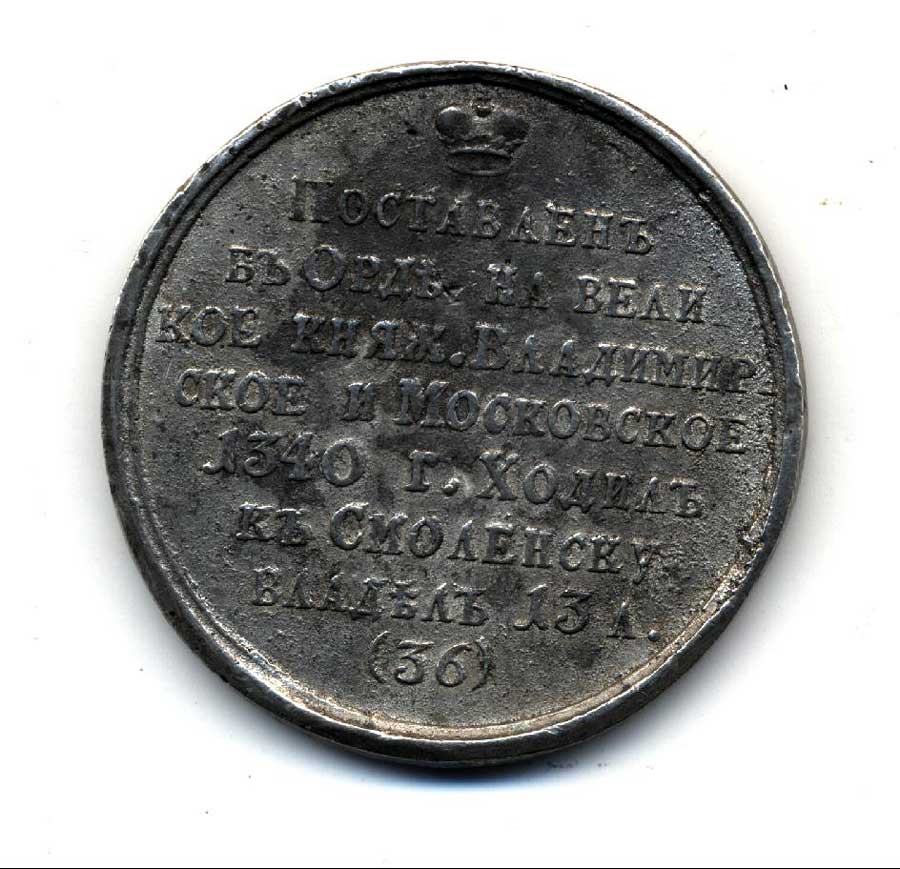 ПОСТАВЛЕНЪ
ВЪ ОРДѢ НА ВЕЛИ
КОЕ КНЯЖ. ВЛАДИМИР
СКОЕ И МОСКОВСКОЕ
1340 Г. ХОДИЛЪ
КЪ СМОЛЕНСКУ.
ВЛАДѢЛЪ 13 Л.
(36)